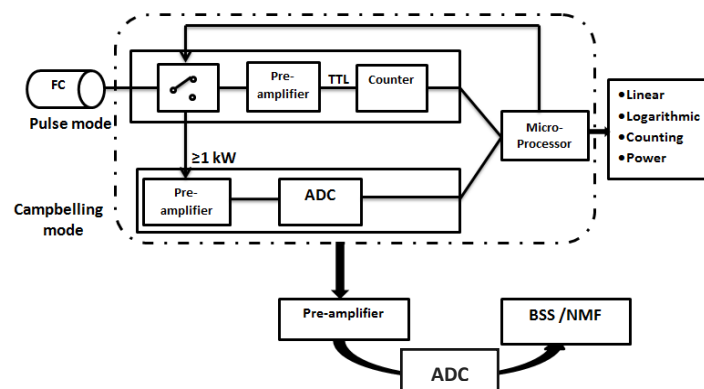 FC
Pulse mode
Pre-
amplifier
TTL
Counter
Micro-
Processor
•Linear
•Logarithmic
•Counting
•Power
≥1 kW
Campbelling
mode
Pre-
amplifier
ADC
Pre-amplifier
BSS /NMF
ADC